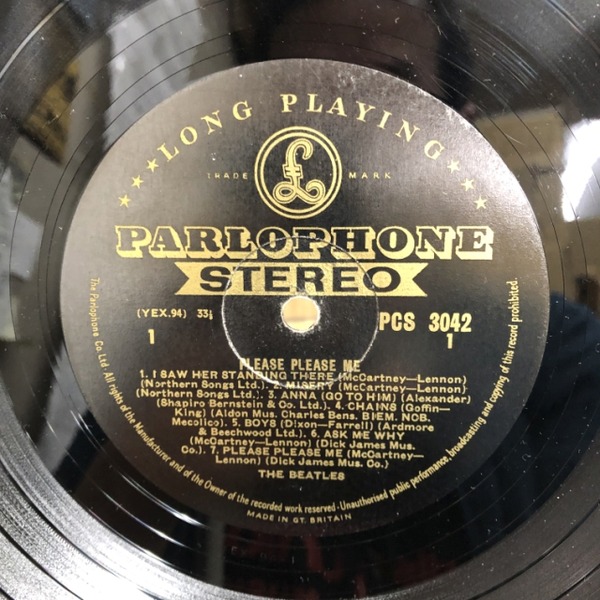 ★★★LONG PLAYING★★★
TRADE £ MARK
PARLOPHONE
STEREO
(YEX.94) 33⅓
PCS 3042
1
1
PLEASE PLEASE ME
1. I SAW HER STANDING THERE (McCartney—Lennon)
(Northern Songs Ltd.). 2. MISERY (McCartney—Lennon)
(Northern Songs Ltd.) 3. ANNA (GO TO HIM) (Alexander)
(Shapiro Bernstein & Co. Ltd.). 4. CHAINS (Goffin—
King) (Aldon Mus. Charles Bens. BIEM. NOB.
Mecolico). 5. BOYS (Dixon—Farrell) (Ardmore
& Beechwood Ltd.). 6. ASK ME WHY
(McCartney—Lennon) (Dick James Mus.
Co.). 7. PLEASE PLEASE ME (McCartney—
Lennon) (Dick James Mus. Co.)
THE BEATLES
The Parlophone Co. Ltd. All rights of the Manufacturer and of the Owner of the recorded work reserved·Unauthorised public performance, broadcasting and copying of this record prohibited.
MADE IN GT. BRITAIN